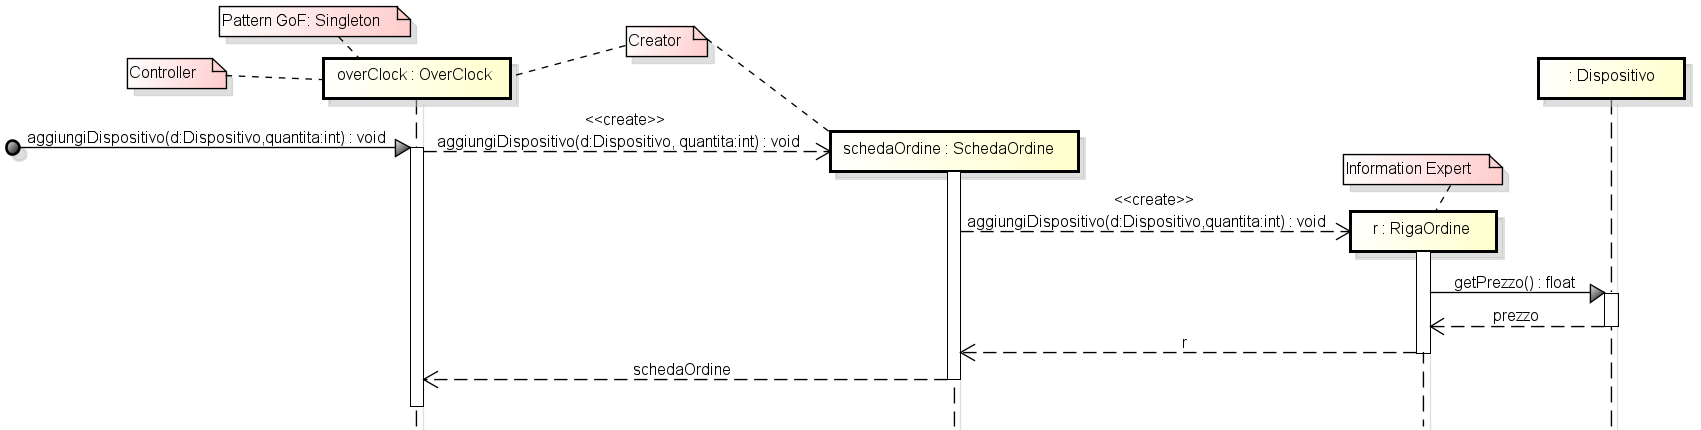 Pattern GoF: Singleton
Creator
Controller
overClock : OverClock
: Dispositivo
<<create>>
aggiungiDispositivo(d:Dispositivo,quantita:int) : void
aggiungiDispositivo(d:Dispositivo, quantita:int) : void
schedaOrdine : SchedaOrdine
Information Expert
<<create>>
aggiungiDispositivo(d:Dispositivo,quantita:int) : void
r : RigaOrdine
getPrezzo() : float
prezzo
r
schedaOrdine